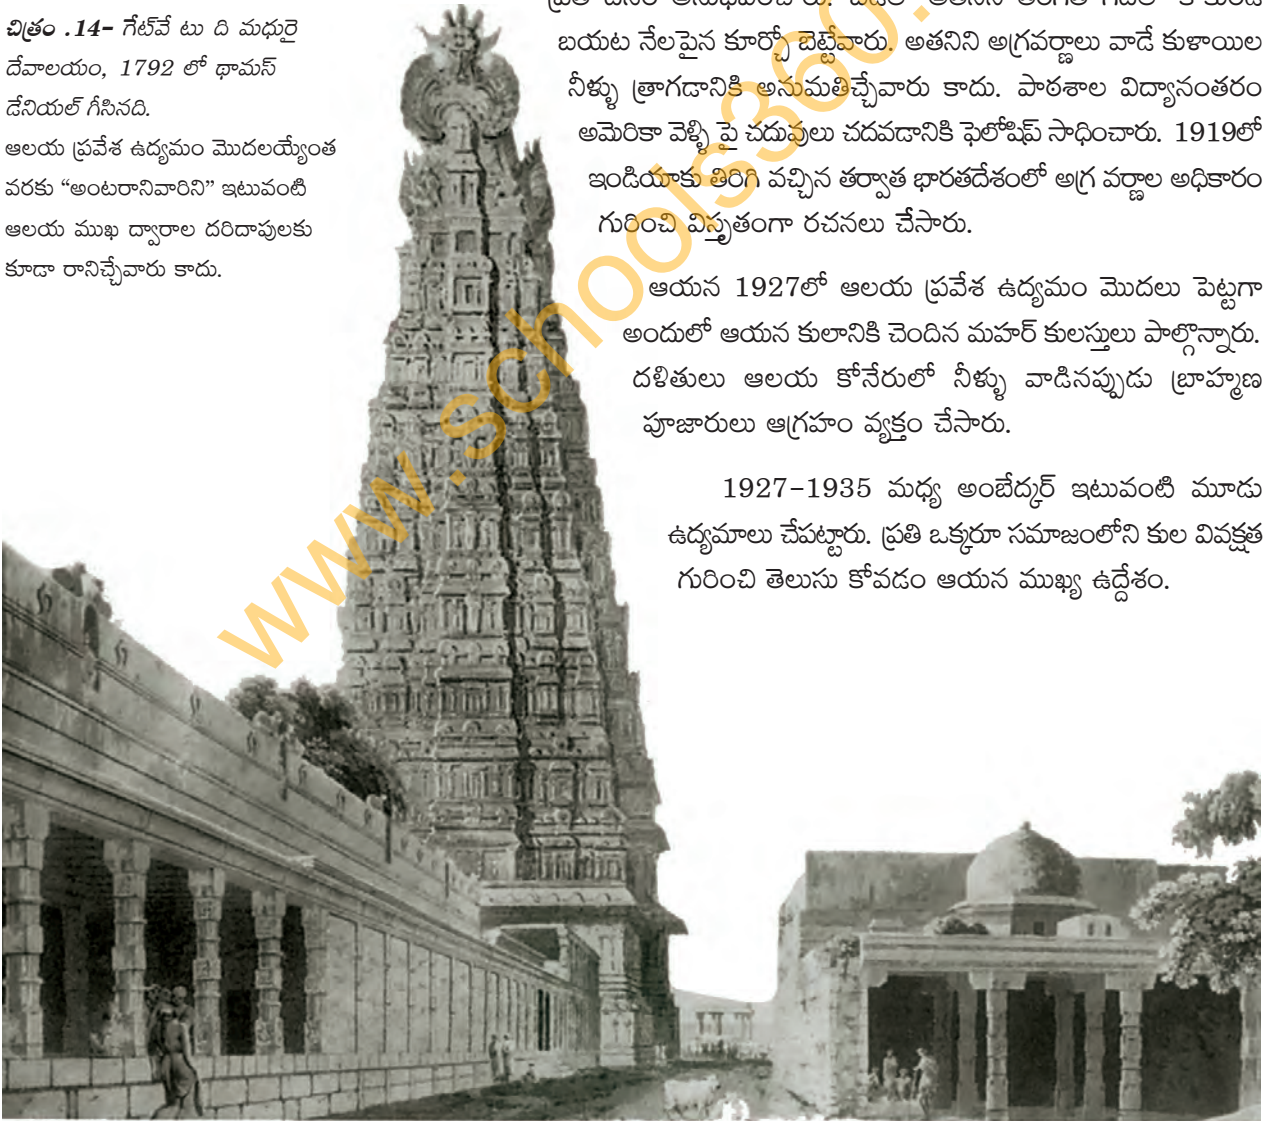 చిత్రం .14- గేట్‌వే టు ది మధురై
దేవాలయం, 1792 లో థామస్
డేనియల్ గీసినది.
ఆలయ ప్రవేశ ఉద్యమం మొదలయ్యేంత
వరకు “అంటరానివారిని” ఇటువంటి
ఆలయ ముఖ ద్వారాల దరిదాపులకు
కూడా రానిచ్చేవారు కాదు.
బయట నేలపైన కూర్చో బెట్టేవారు. అతనిని అగ్రవర్ణాలు వాడే కుళాయిల
నీళ్ళు త్రాగడానికి అనుమతిచ్చేవారు కాదు. పాఠశాల విద్యానంతరం
అమెరికా వెళ్ళి పై చదువులు చదవడానికి ఫెలోషిప్ సాధించారు. 1919లో
ఇండియాకు తిరిగి వచ్చిన తర్వాత భారతదేశంలో అగ్ర వర్ణాల అధికారం
గురించి విస్తృతంగా రచనలు చేసారు.
ఆయన 1927లో ఆలయ ప్రవేశ ఉద్యమం మొదలు పెట్టగా
అందులో ఆయన కులానికి చెందిన మహర్ కులస్తులు పాల్గొన్నారు.
దళితులు ఆలయ కోనేరులో నీళ్ళు వాడినప్పుడు బ్రాహ్మణ
పూజారులు ఆగ్రహం వ్యక్తం చేసారు.
1927-1935 మధ్య అంబేద్కర్ ఇటువంటి మూడు
ఉద్యమాలు చేపట్టారు. ప్రతి ఒక్కరూ సమాజంలోని కుల వివక్షత
గురించి తెలుసు కోవడం ఆయన ముఖ్య ఉద్దేశం.
www.schools360.